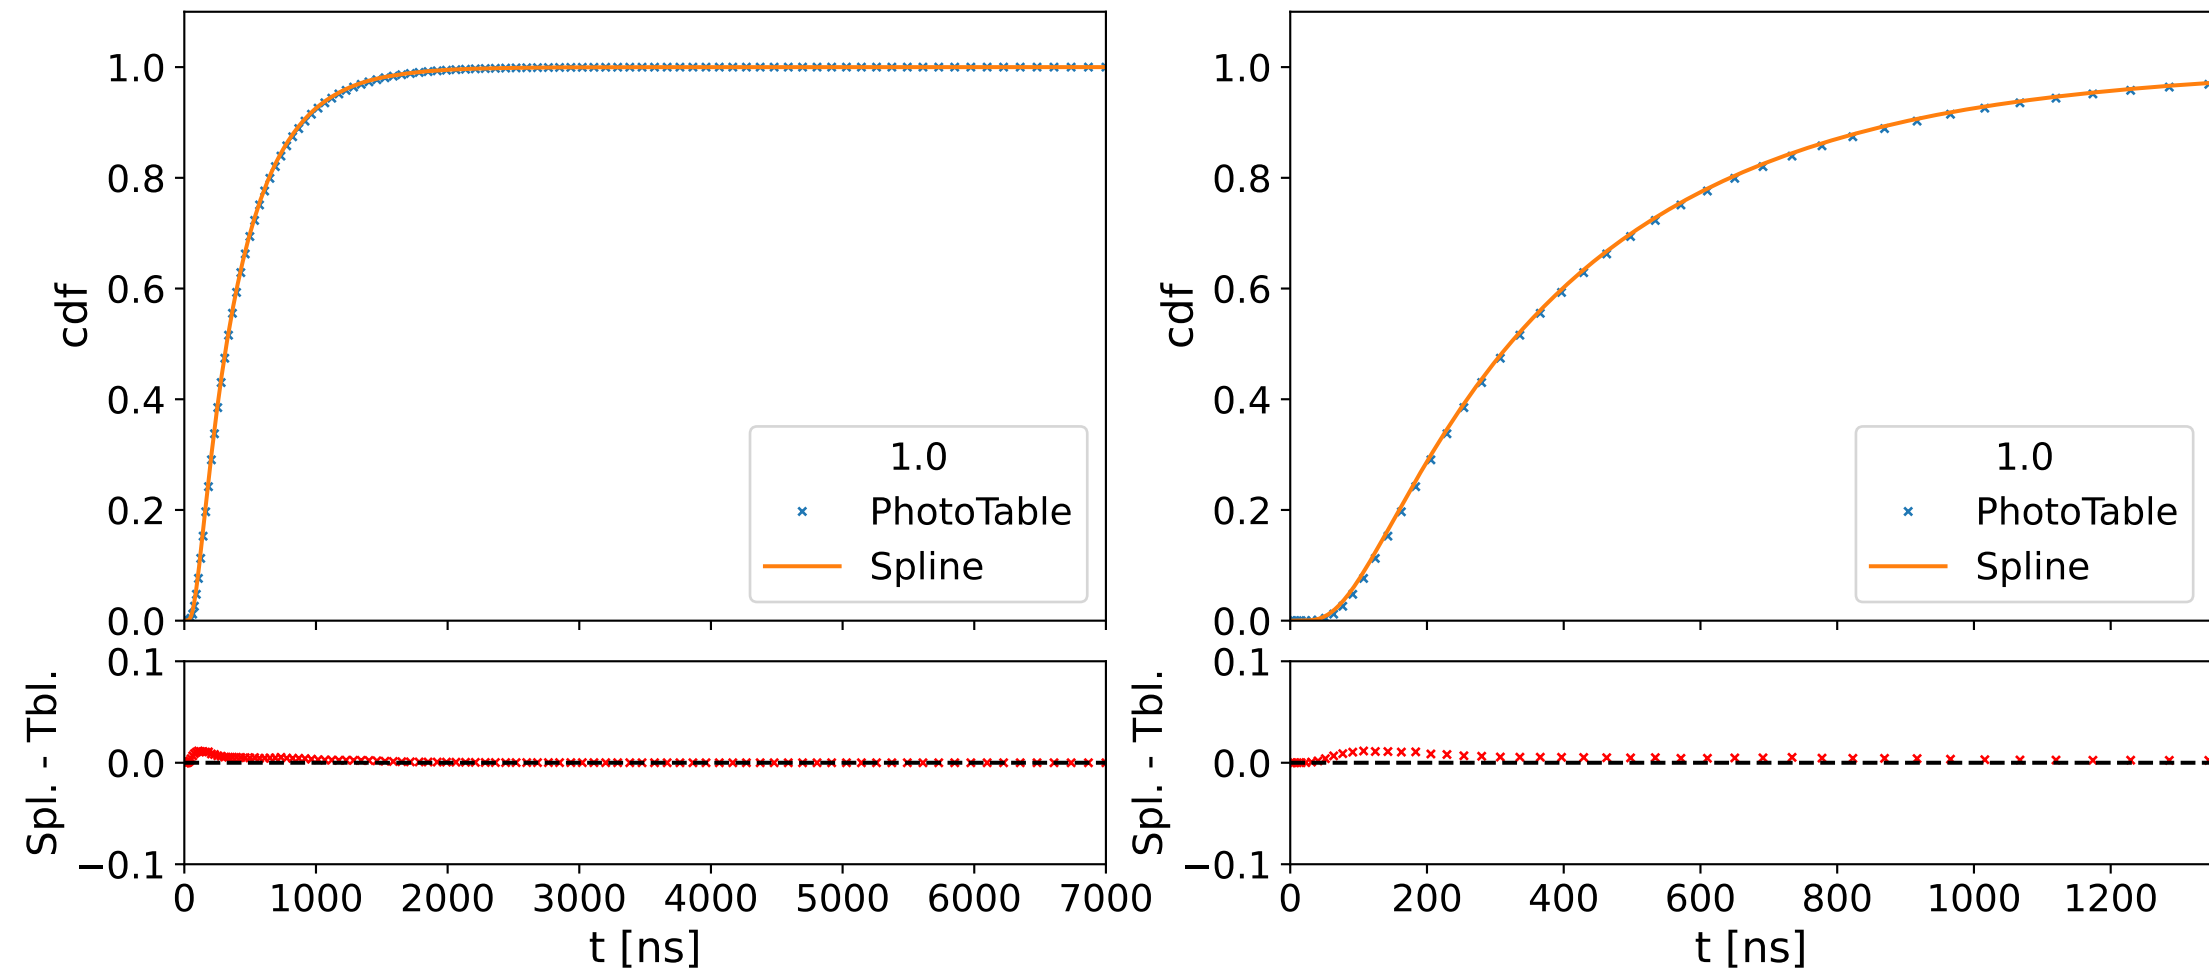 1.0
0.8
0.6
0.4
0.2
0.0
cdf
1.0
PhotoTable
Spline
0.1
0.0
−0.1
Spl. - Tbl.
0 1000 2000 3000 4000 5000 6000 7000
t [ns]
1.0
0.8
0.6
0.4
0.2
0.0
cdf
1.0
PhotoTable
Spline
0.1
0.0
−0.1
Spl. - Tbl.
0 200 400 600 800 1000 1200
t [ns]